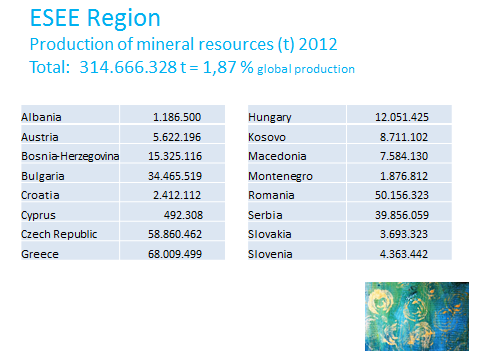 ESEE Region
Production of mineral resources (t) 2012
Total: 314.666.328 t = 1,87 % global production
Albania 1.186.500 Hungary 12.051.425
Austria 5.622.196 Kosovo 8.711.102
Bosnia-Herzegovina 15.325.116 Macedonia 7.584.130
Bulgaria 34.465.519 Montenegro 1.876.812
Croatia 2.412.112 Romania 50.156.323
Cyprus 492.308 Serbia 39.856.059
Czech Republic 58.860.462 Slovakia 3.693.323
Greece 68.009.499 Slovenia 4.363.442